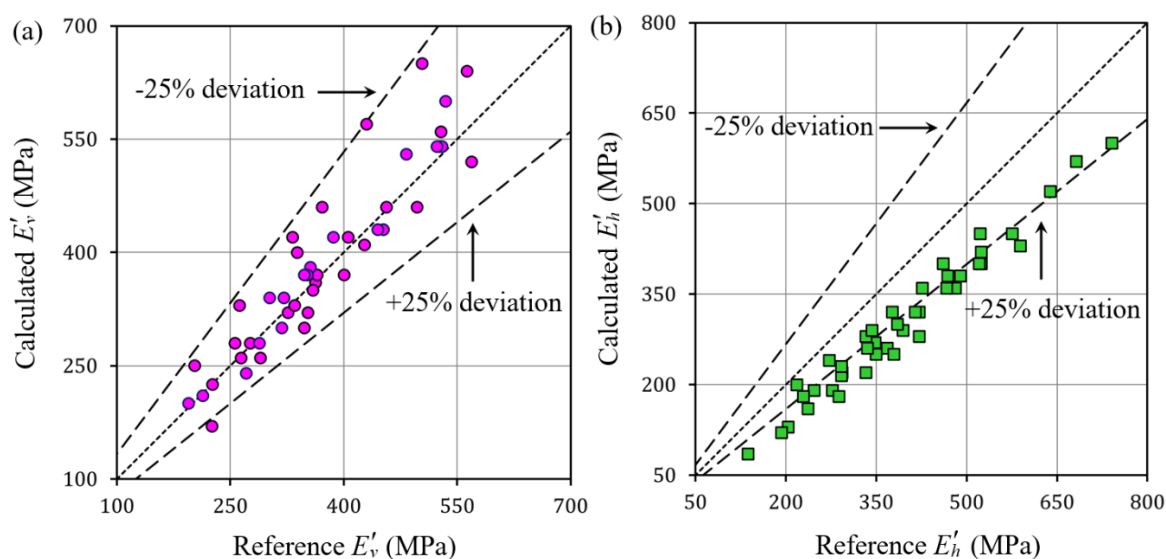 (a)
700
550
400
250
100
Calculated E′v (MPa)
-25% deviation
+25% deviation
100 250 400 550 700
Reference E′v (MPa)
(b)
800
650
500
350
200
50
Calculated E′h (MPa)
-25% deviation
+25% deviation
50 200 350 500 650 800
Reference E′h (MPa)